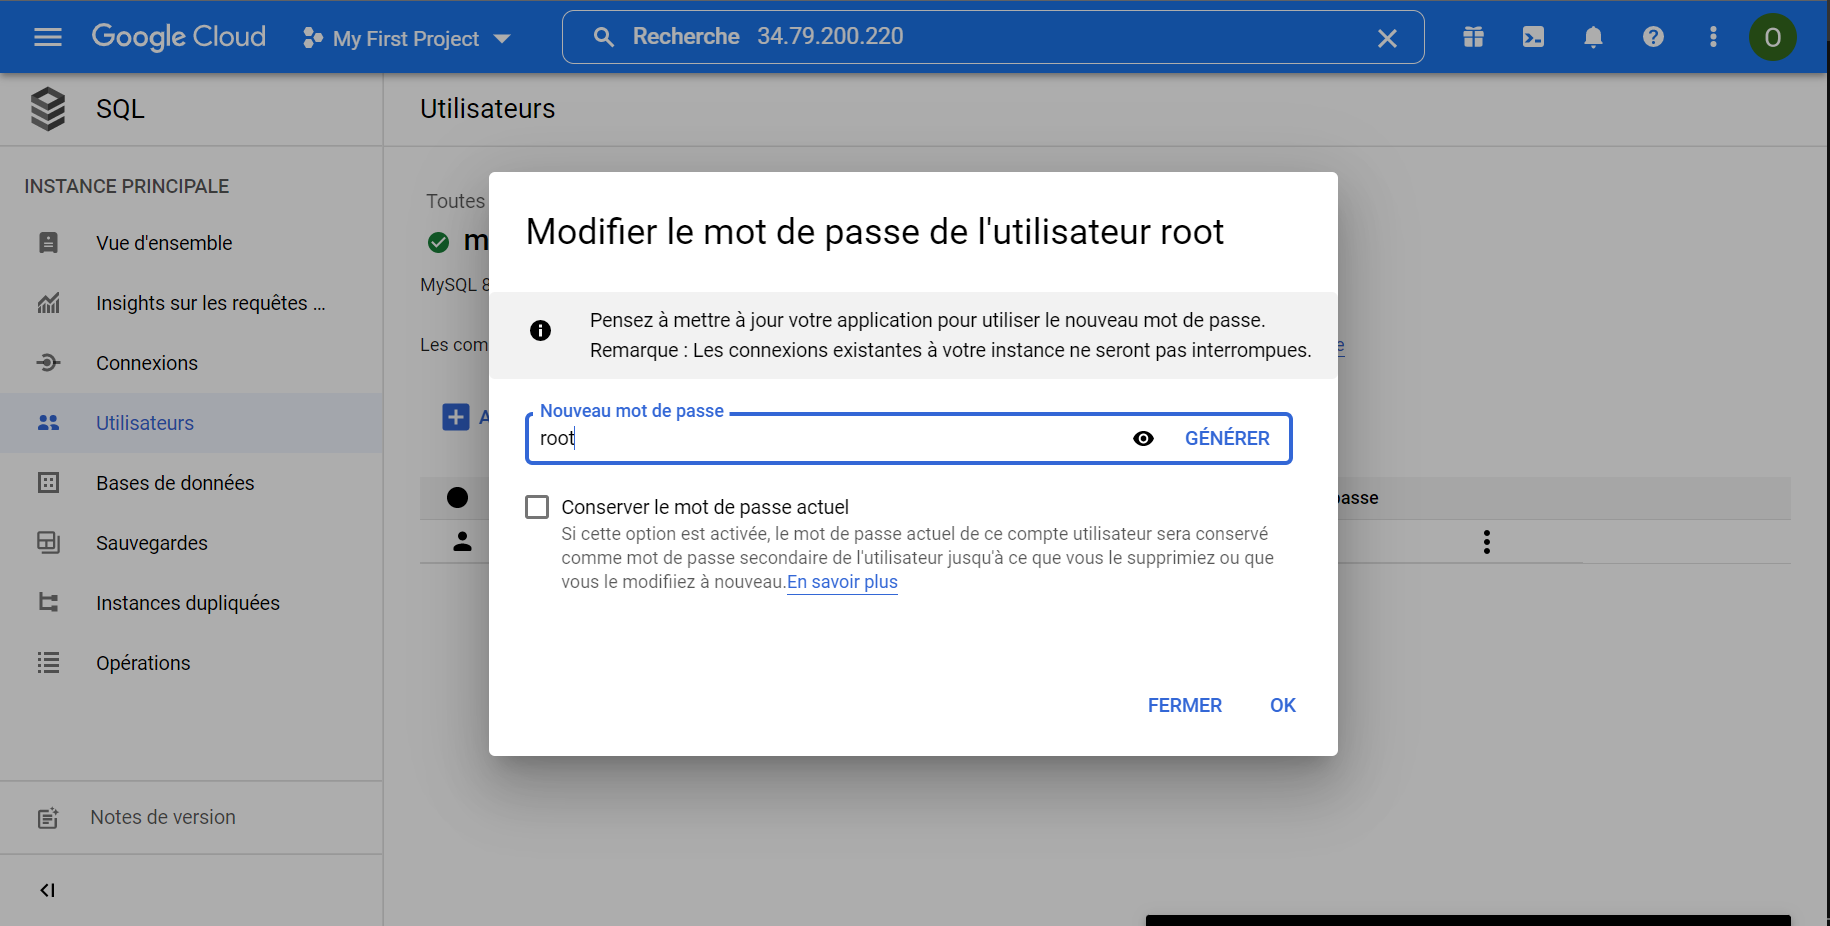 Google Cloud
My First Project
Recherche 34.79.200.220
O
SQL
Utilisateurs
INSTANCE PRINCIPALE
Vue d'ensemble
Insights sur les requêtes ...
Connexions
Utilisateurs
Bases de données
Sauvegardes
Instances dupliquées
Opérations
Notes de version
Toutes
m
MySQL 8
Les com
e
A
passe
Modifier le mot de passe de l'utilisateur root
Pensez à mettre à jour votre application pour utiliser le nouveau mot de passe.
Remarque : Les connexions existantes à votre instance ne seront pas interrompues.
Nouveau mot de passe
root
GÉNÉRER
Conserver le mot de passe actuel
Si cette option est activée, le mot de passe actuel de ce compte utilisateur sera conservé
comme mot de passe secondaire de l'utilisateur jusqu'à ce que vous le supprimiez ou que
vous le modifiiez à nouveau.En savoir plus
FERMER OK